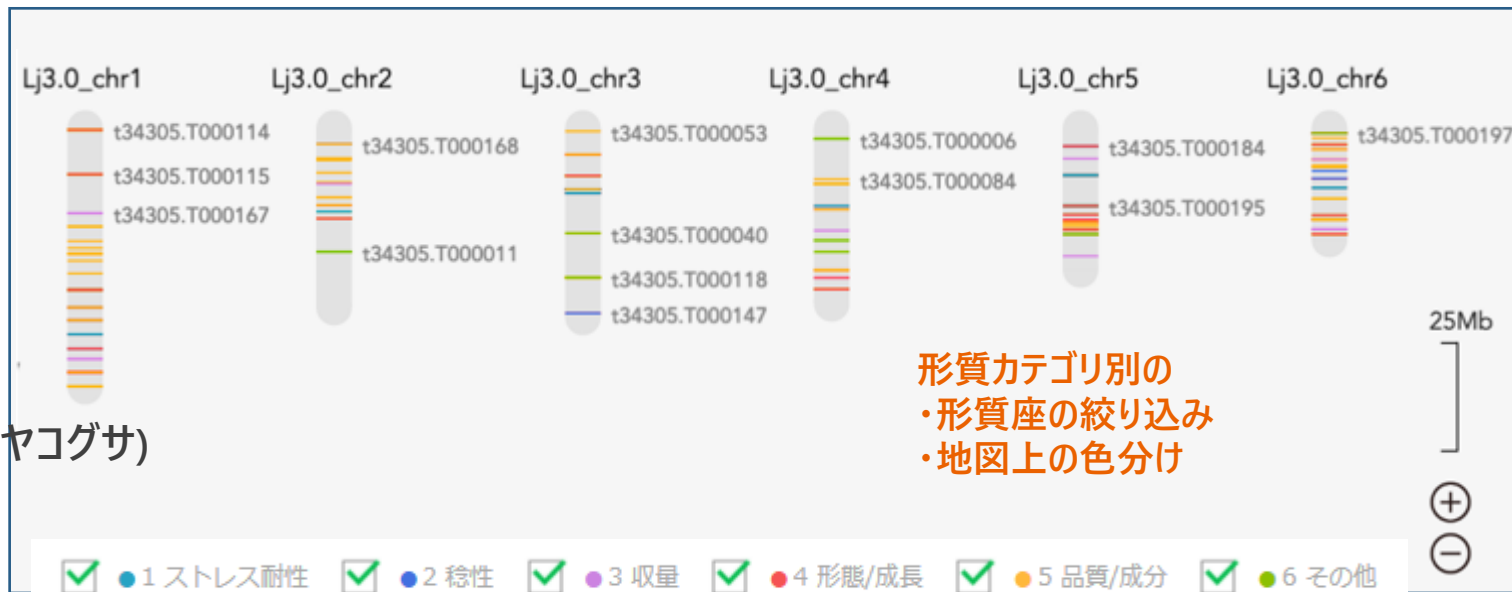 Lj3.0_chr1 Lj3.0_chr2 Lj3.0_chr3 Lj3.0_chr4 Lj3.0_chr5 Lj3.0_chr6
t34305.T000114
t34305.T000115
t34305.T000167
t34305.T000168
t34305.T000011
t34305.T000053
t34305.T000040
t34305.T000118
t34305.T000147
t34305.T000006
t34305.T000084
t34305.T000184
t34305.T000195
t34305.T000197
25Mb
形質カテゴリ別の
・形質座の絞り込み
・地図上の色分け
ヤコグサ)
1 ストレス耐性 2 稔性 3 収量 4 形態/成長 5 品質/成分 6 その他